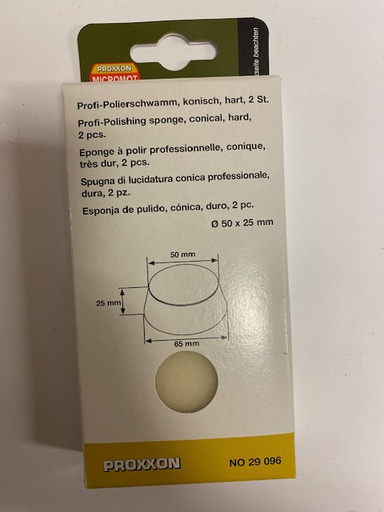 PROXXON
MICROMOT
Profi-Polierschwamm, konisch, hart, 2 St.
Profi-Polishing sponge, conical, hard,
2 pcs.
Eponge à polir professionnelle, conique,
très dur, 2 pcs.
Spugna di lucidatura conica professionale,
dura, 2 pz.
Esponja de pulido, cónica, duro, 2 pc.
Ø 50 x 25 mm
50 mm
25 mm
65 mm
PROXXON
NO 29 096
beachten